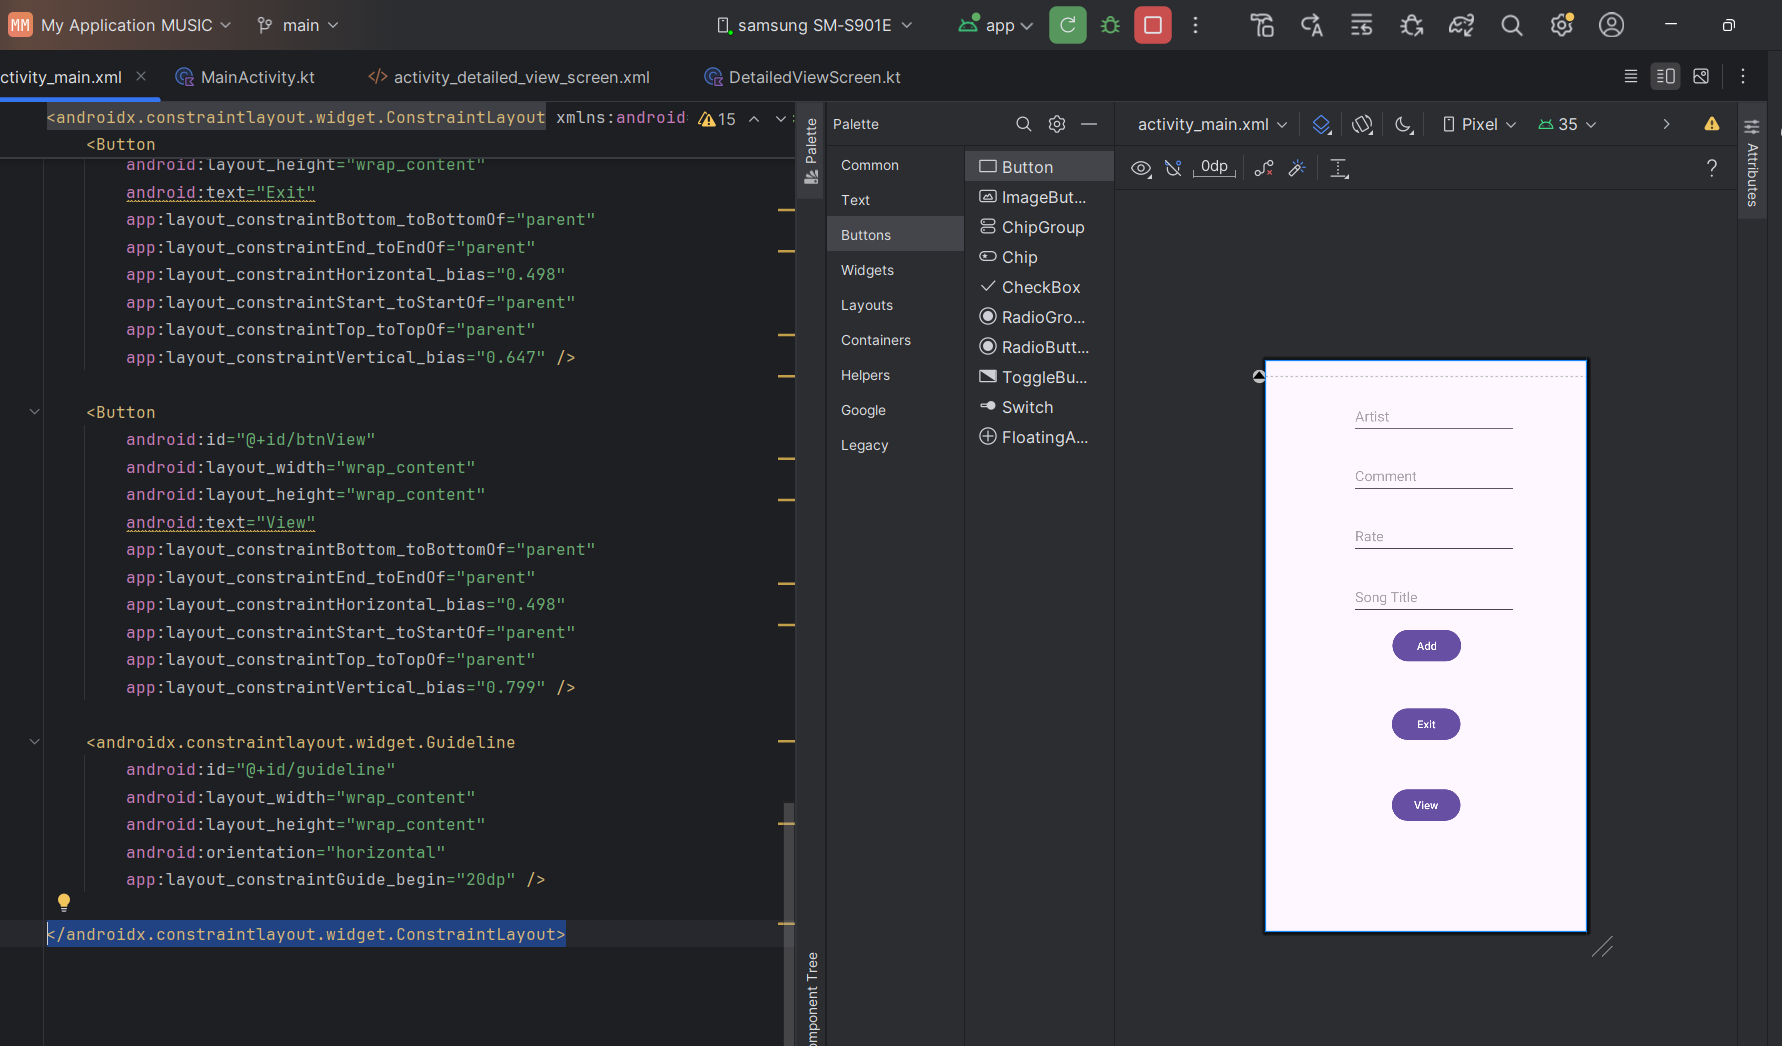 MM My Application MUSIC main samsung SM-S901E app
ctivity_main.xml MainActivity.kt activity_detailed_view_screen.xml DetailedViewScreen.kt
<androidx.constraintlayout.widget.ConstraintLayout xmlns:android: 15
<Button
android:layout_height="wrap_content"
android:text="Exit"
app:layout_constraintBottom_toBottomOf="parent"
app:layout_constraintEnd_toEndOf="parent"
app:layout_constraintHorizontal_bias="0.498"
app:layout_constraintStart_toStartOf="parent"
app:layout_constraintTop_toTopOf="parent"
app:layout_constraintVertical_bias="0.647" />
<Button
android:id="@+id/btnView"
android:layout_width="wrap_content"
android:layout_height="wrap_content"
android:text="View"
app:layout_constraintBottom_toBottomOf="parent"
app:layout_constraintEnd_toEndOf="parent"
app:layout_constraintHorizontal_bias="0.498"
app:layout_constraintStart_toStartOf="parent"
app:layout_constraintTop_toTopOf="parent"
app:layout_constraintVertical_bias="0.799" />
<androidx.constraintlayout.widget.Guideline
android:id="@+id/guideline"
android:layout_width="wrap_content"
android:layout_height="wrap_content"
android:orientation="horizontal"
app:layout_constraintGuide_begin="20dp" />
</androidx.constraintlayout.widget.ConstraintLayout>
Palette
omponent Tree
Palette
Common
Text
Buttons
Widgets
Layouts
Containers
Helpers
Google
Legacy
Button
ImageBut...
ChipGroup
Chip
CheckBox
RadioGro...
RadioButt...
ToggleBu...
Switch
FloatingA...
activity_main.xml Pixel 35
0dp ?
Artist
Comment
Rate
Song Title
Add
Exit
View
Attributes